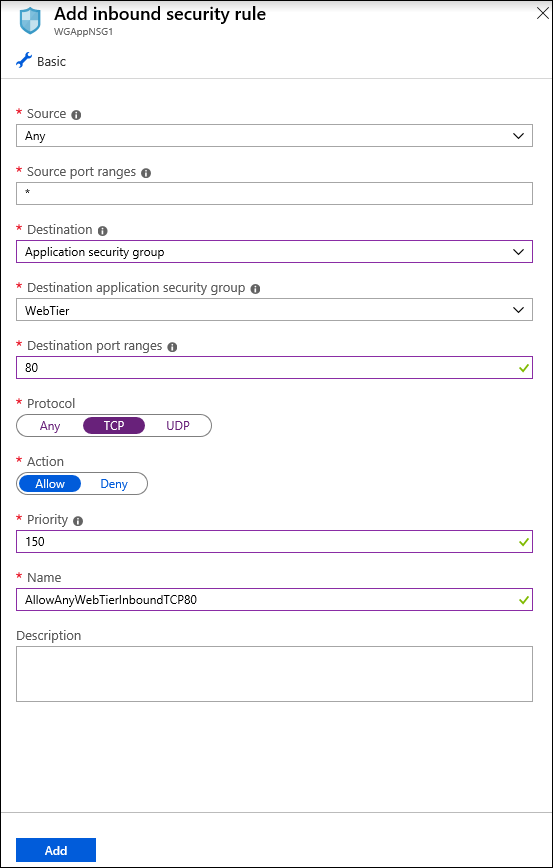 Add inbound security rule
WGAppNSG1
Basic
* Source
Any
* Source port ranges
*
* Destination
Application security group
* Destination application security group
WebTier
* Destination port ranges
80
* Protocol
Any TCP UDP
* Action
Allow Deny
* Priority
150
* Name
AllowAnyWebTierInboundTCP80
Description
Add